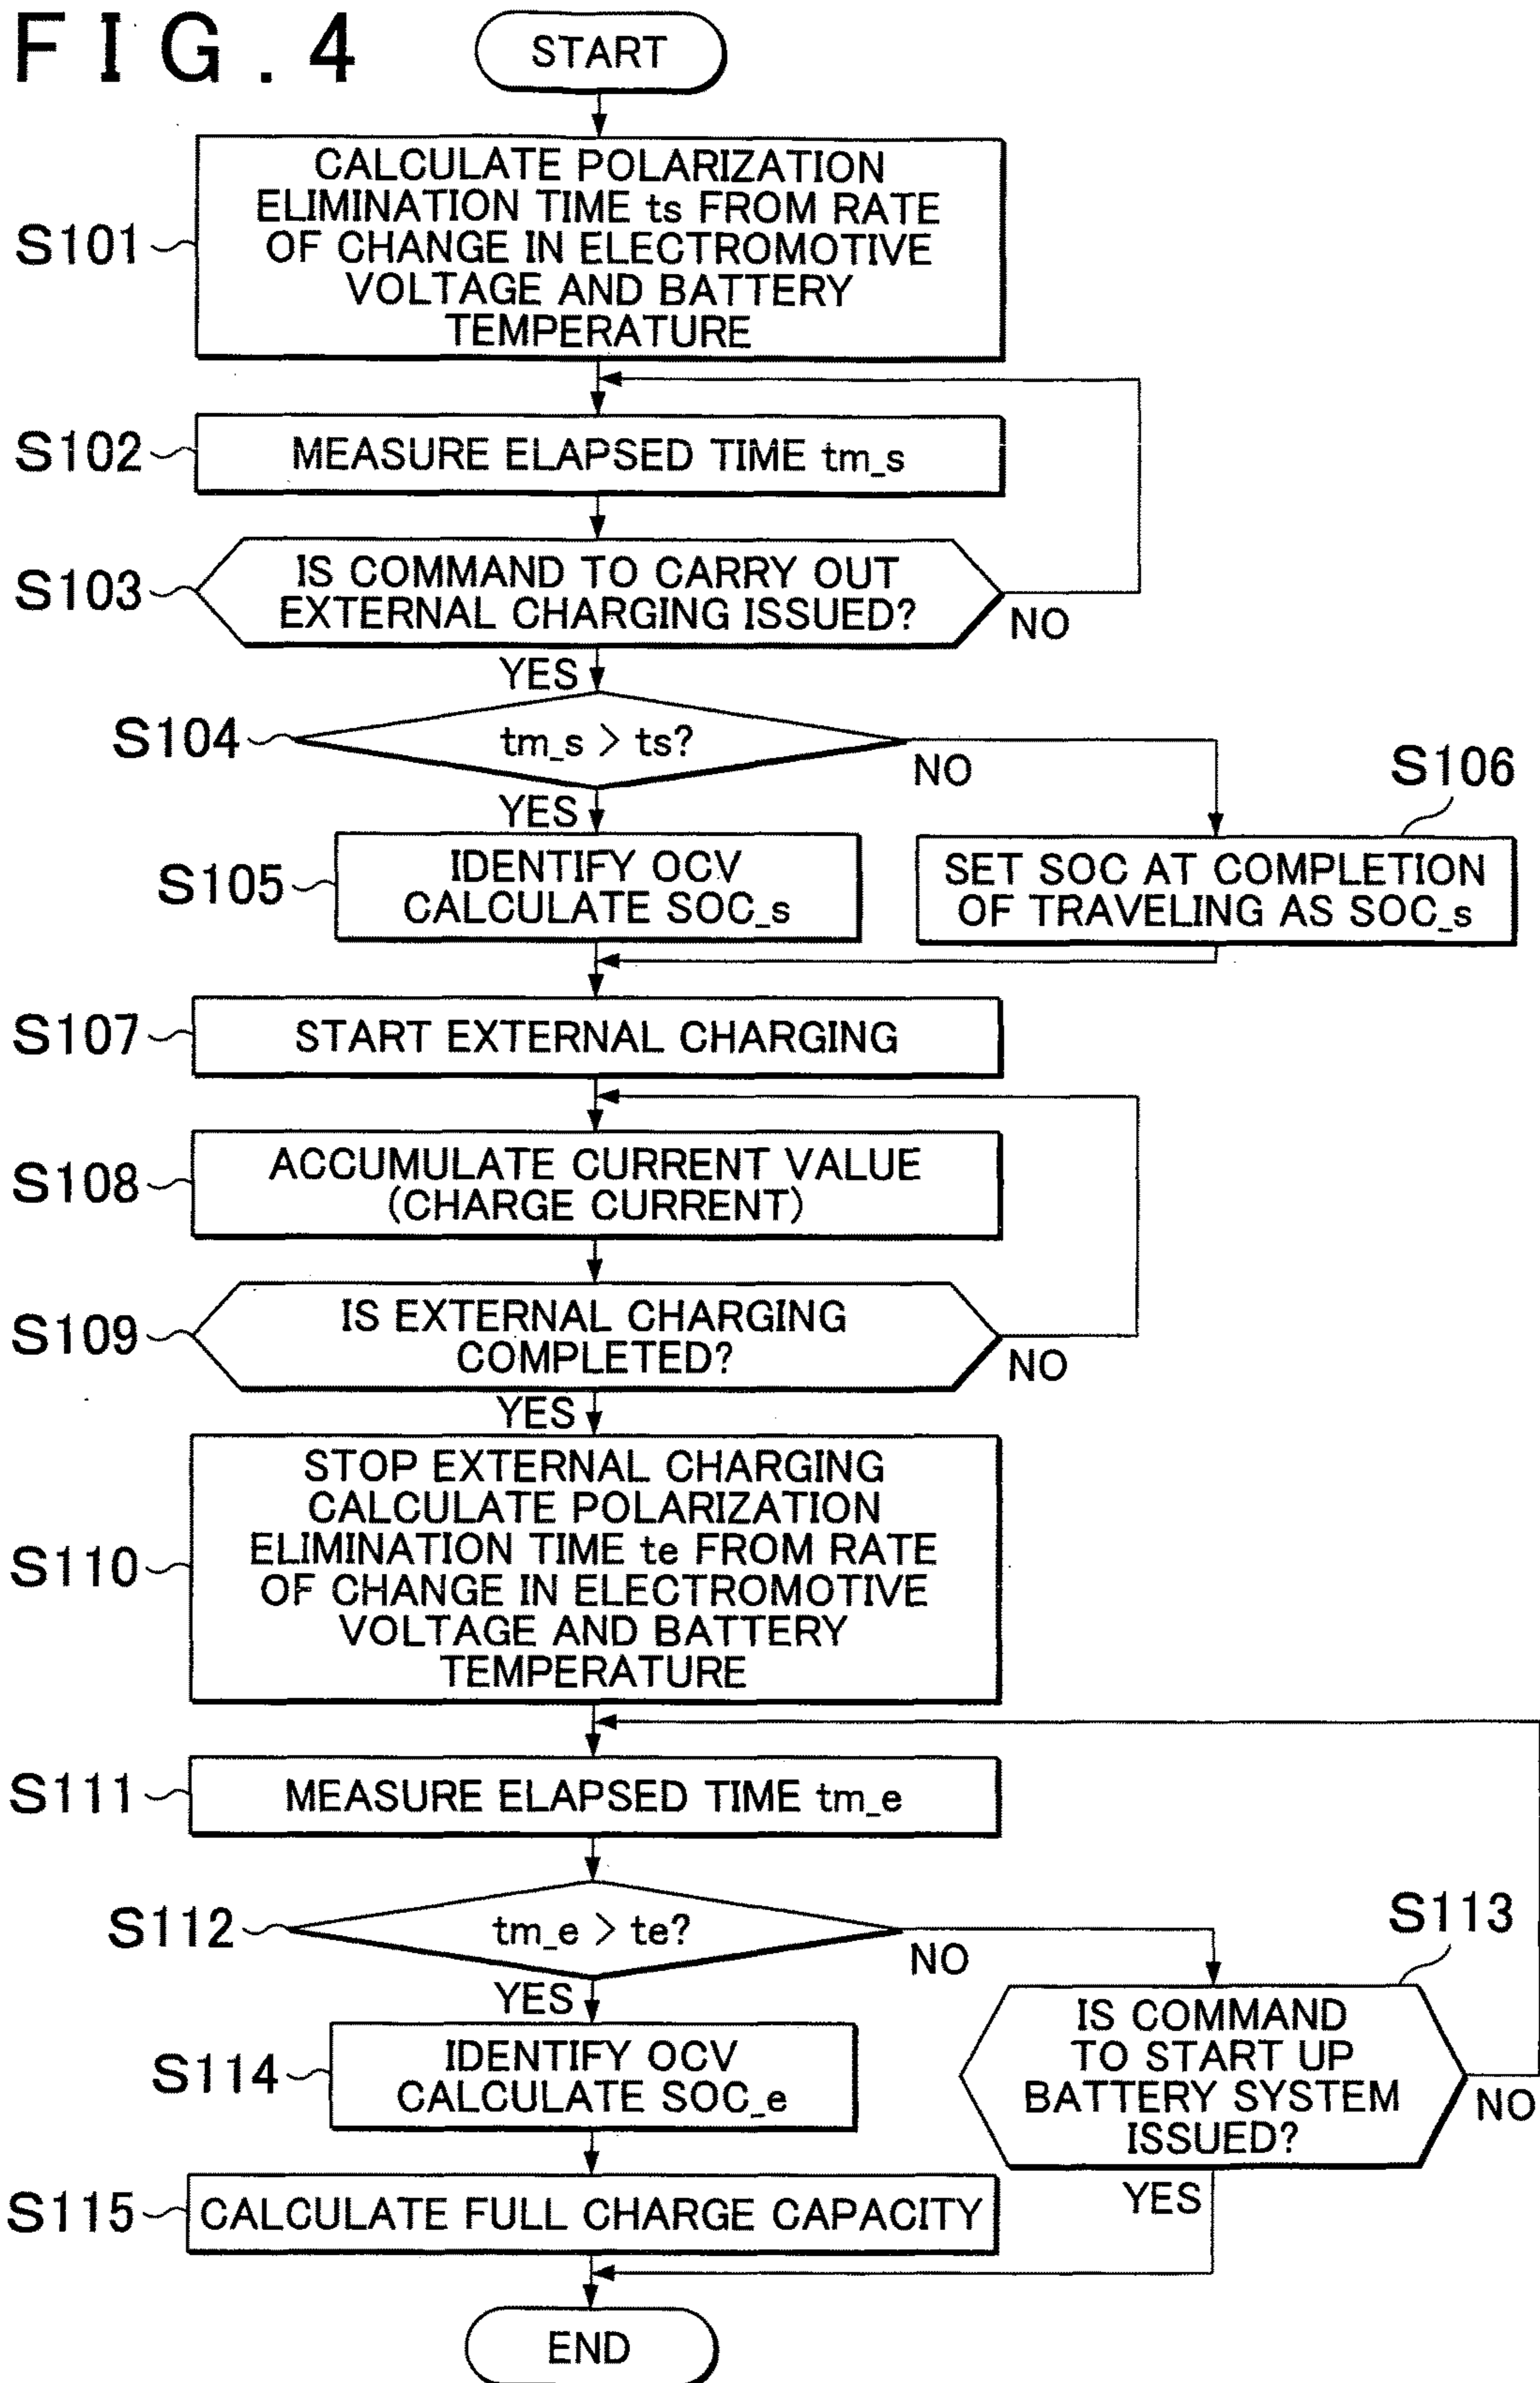 FIG.4
START
S101
CALCULATE POLARIZATION
ELIMINATION TIME ts FROM RATE
OF CHANGE IN ELECTROMOTIVE
VOLTAGE AND BATTERY
TEMPERATURE
S102
MEASURE ELAPSED TIME tm_s
S103
IS COMMAND TO CARRY OUT
EXTERNAL CHARGING ISSUED?
NO
YES
S104
tm_s > ts?
NO
YES
S105
IDENTIFY OCV
CALCULATE SOC_s
S106
SET SOC AT COMPLETION
OF TRAVELING AS SOC_s
S107
START EXTERNAL CHARGING
S108
ACCUMULATE CURRENT VALUE
(CHARGE CURRENT)
S109
IS EXTERNAL CHARGING
COMPLETED?
NO
YES
S110
STOP EXTERNAL CHARGING
CALCULATE POLARIZATION
ELIMINATION TIME te FROM RATE
OF CHANGE IN ELECTROMOTIVE
VOLTAGE AND BATTERY
TEMPERATURE
S111
MEASURE ELAPSED TIME tm_e
S112
tm_e > te?
NO
YES
S113
IS COMMAND
TO START UP
BATTERY SYSTEM
ISSUED?
NO
YES
S114
IDENTIFY OCV
CALCULATE SOC_e
S115
CALCULATE FULL CHARGE CAPACITY
END